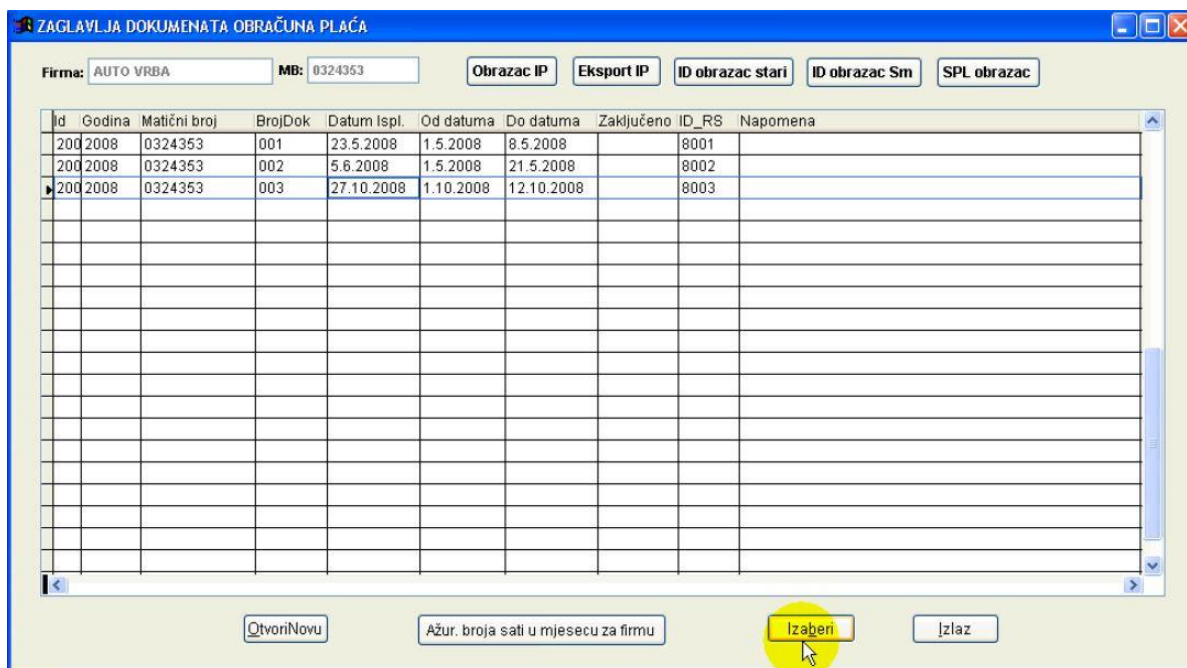 ZAGLAVLJA DOKUMENATA OBRAČUNA PLAĆA
Firma: AUTO VRBA MB: 0324353 Obrazac IP Eksport IP ID obrazac stari ID obrazac Sm SPL obrazac
Id Godina Matični broj BrojDok Datum Ispl. Od datuma Do datuma Zaključeno ID_RS Napomena
200 2008 0324353 001 23.5.2008 1.5.2008 8.5.2008 8001
200 2008 0324353 002 5.6.2008 1.5.2008 21.5.2008 8002
200 2008 0324353 003 27.10.2008 1.10.2008 12.10.2008 8003
OtvoriNovu Ažur. broja sati u mjesecu za firmu Izaberi Izlaz